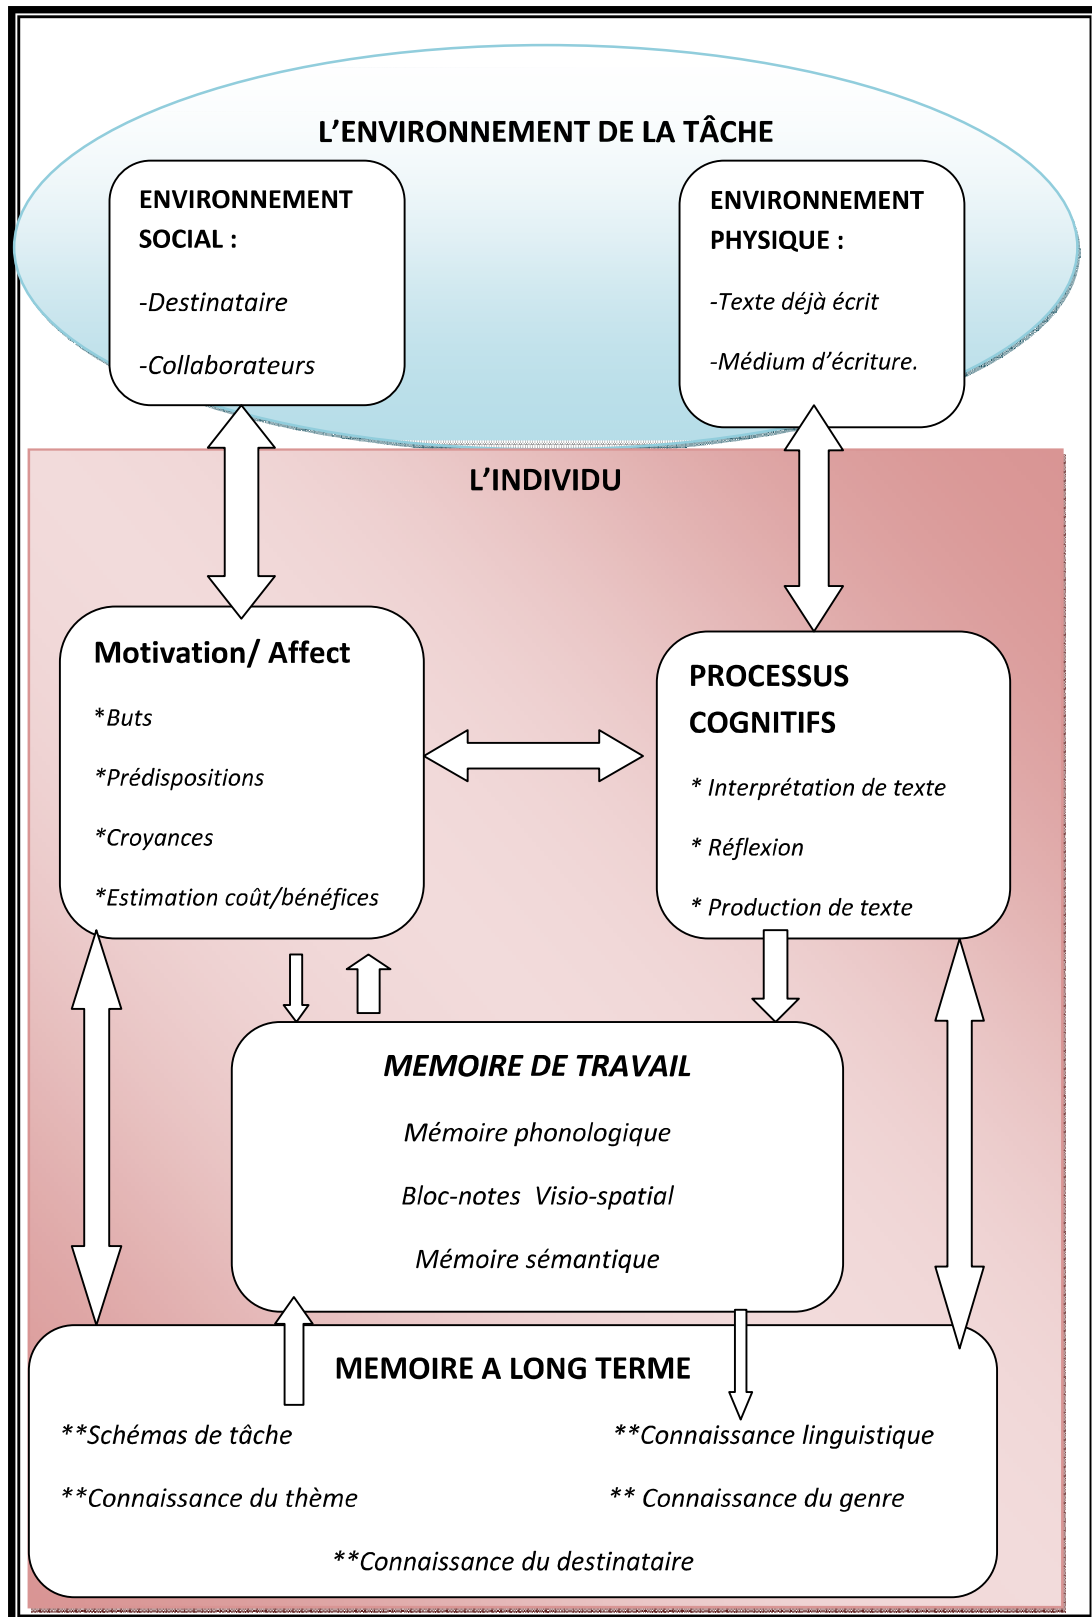 L'ENVIRONNEMENT DE LA TÂCHE
ENVIRONNEMENT
SOCIAL :
-Destinataire
-Collaborateurs
ENVIRONNEMENT
PHYSIQUE :
-Texte déjà écrit
-Médium d'écriture.
L'INDIVIDU
Motivation/ Affect
*Buts
*Prédispositions
*Croyances
*Estimation coût/bénéfices
PROCESSUS
COGNITIFS
* Interprétation de texte
* Réflexion
* Production de texte
MEMOIRE DE TRAVAIL
Mémoire phonologique
Bloc-notes  Visio-spatial
Mémoire sémantique
MEMOIRE A LONG TERME
**Schémas de tâche
**Connaissance linguistique
**Connaissance du thème
** Connaissance du genre
**Connaissance du destinataire